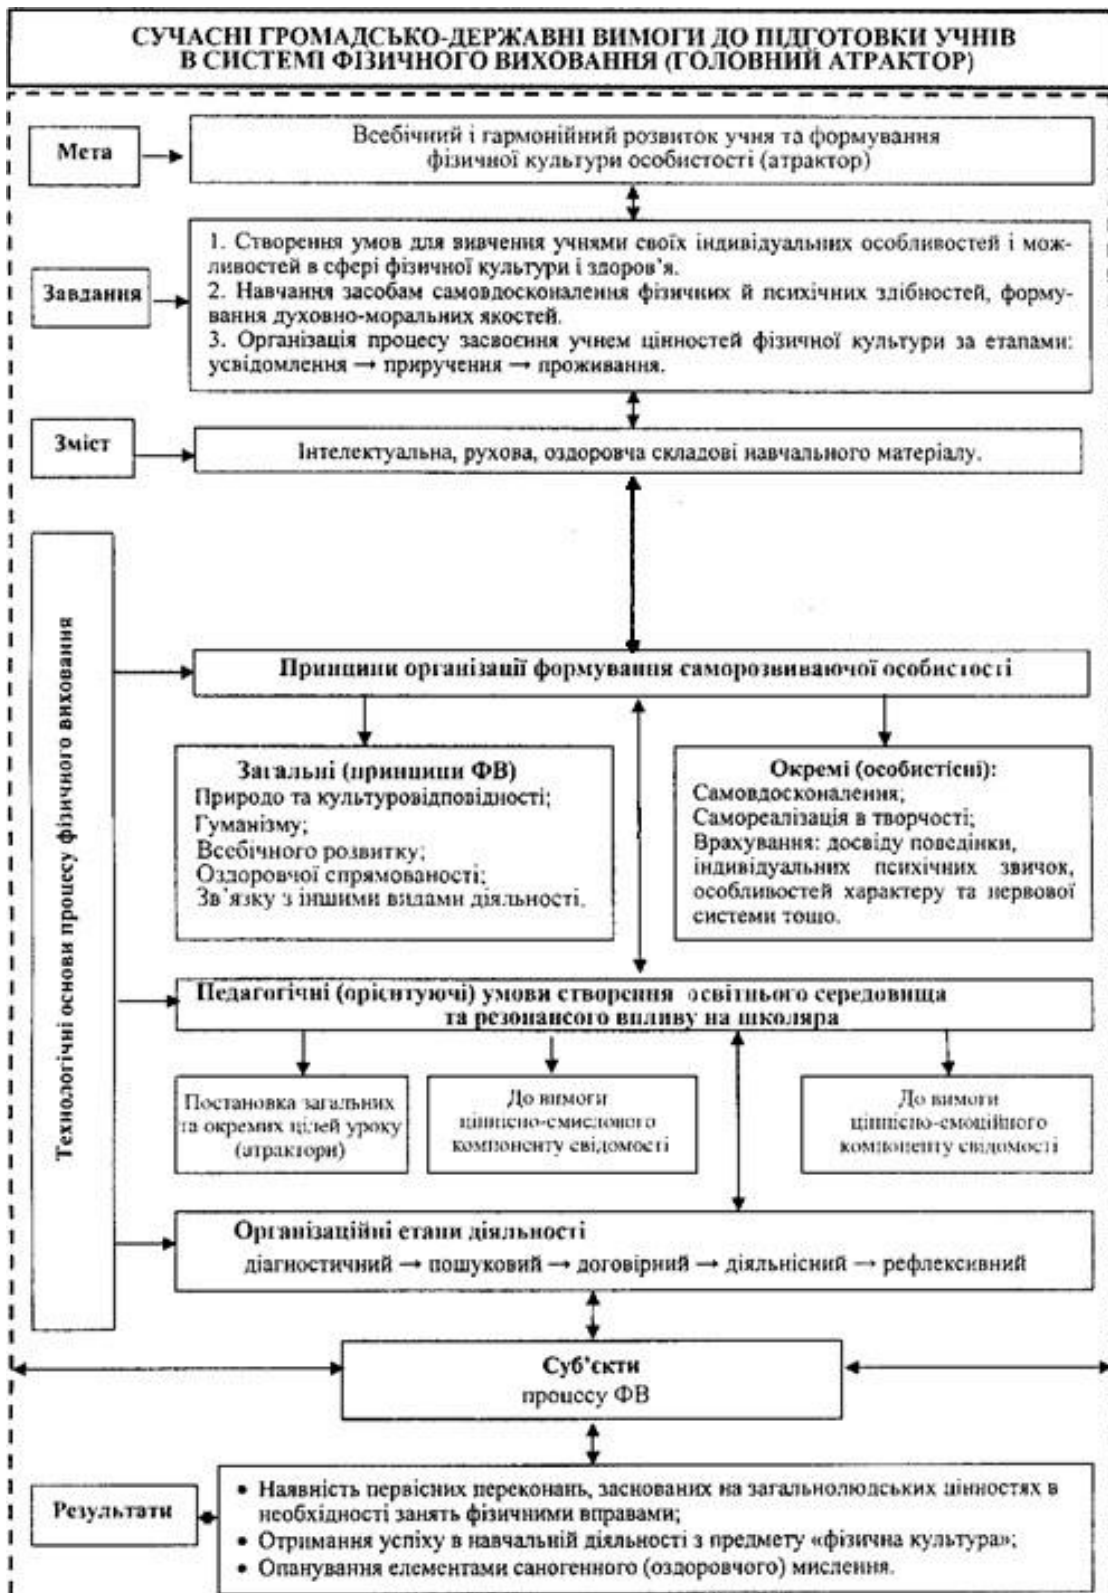 СУЧАСНІ ГРОМАДСЬКО-ДЕРЖАВНІ ВИМОГИ ДО ПІДГОТОВКИ УЧНІВ
В СИСТЕМІ ФІЗИЧНОГО ВИХОВАННЯ (ГОЛОВНИЙ АТРАКТОР)
Мета
Всебічний і гармонійний розвиток учня та формування
фізичної культури особистості (атрактор)
Завдання
1. Створення умов для вивчення учнями своїх індивідуальних особливостей і мож-
ливостей в сфері фізичної культури і здоров’я.
2. Навчання засобам самовдосконалення фізичних й психічних здібностей, форму-
вання духовно-моральних якостей.
3. Організація процесу засвоєння учнем цінностей фізичної культури за етапами:
усвідомлення → приручення → проживання.
Зміст
Інтелектуальна, рухова, оздоровча складові навчального матеріалу.
Технологічні основи процесу фізичного виховання
Принципи організації формування саморозвиваючої особистості
Загальні (принципи ФВ)
Природо та культуровідповідності;
Гуманізму;
Всебічного розвитку;
Оздоровчої спрямованості;
Зв’язку з іншими видами діяльності.
Окремі (особистісні):
Самовдосконалення;
Самореалізація в творчості;
Врахування: досвіду поведінки,
індивідуальних психічних звичок,
особливостей характеру та нервової
системи тощо.
Педагогічні (орієнтуючі) умови створення освітнього середовища
та резонансого впливу на школяра
Постановка загальних
та окремих цілей уроку
(атрактори)
До вимоги
ціннісно-смислового
компоненту свідомості
До вимоги
ціннісно-емоційного
компоненту свідомості
Організаційні етапи діяльності
діагностичний → пошуковий → договірний → діяльнісний → рефлексивний
Суб’єкти
процесу ФВ
Результати
• Наявність первісних переконань, заснованих на загальнолюдських цінностях в
необхідності занять фізичними вправами;
• Отримання успіху в навчальній діяльності з предмету «фізична культура»;
• Опанування елементами саногенного (оздоровчого) мислення.